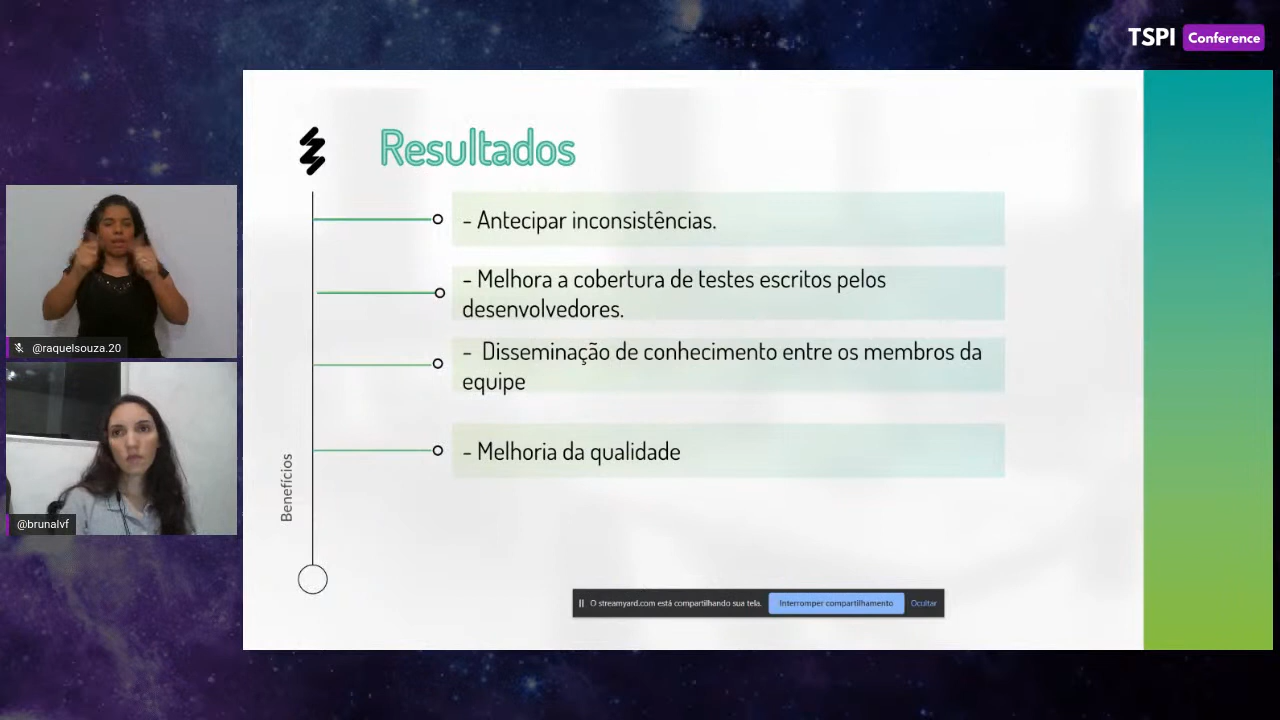 TSPI Conference
Resultados
- Antecipar inconsistências.
- Melhora a cobertura de testes escritos pelos
desenvolvedores.
- Disseminação de conhecimento entre os membros da
equipe
- Melhoria da qualidade
Benefícios
@raquelsouza.20
@brunalvf
O streamyard.com está compartilhando sua tela. Interromper compartilhamento Ocultar